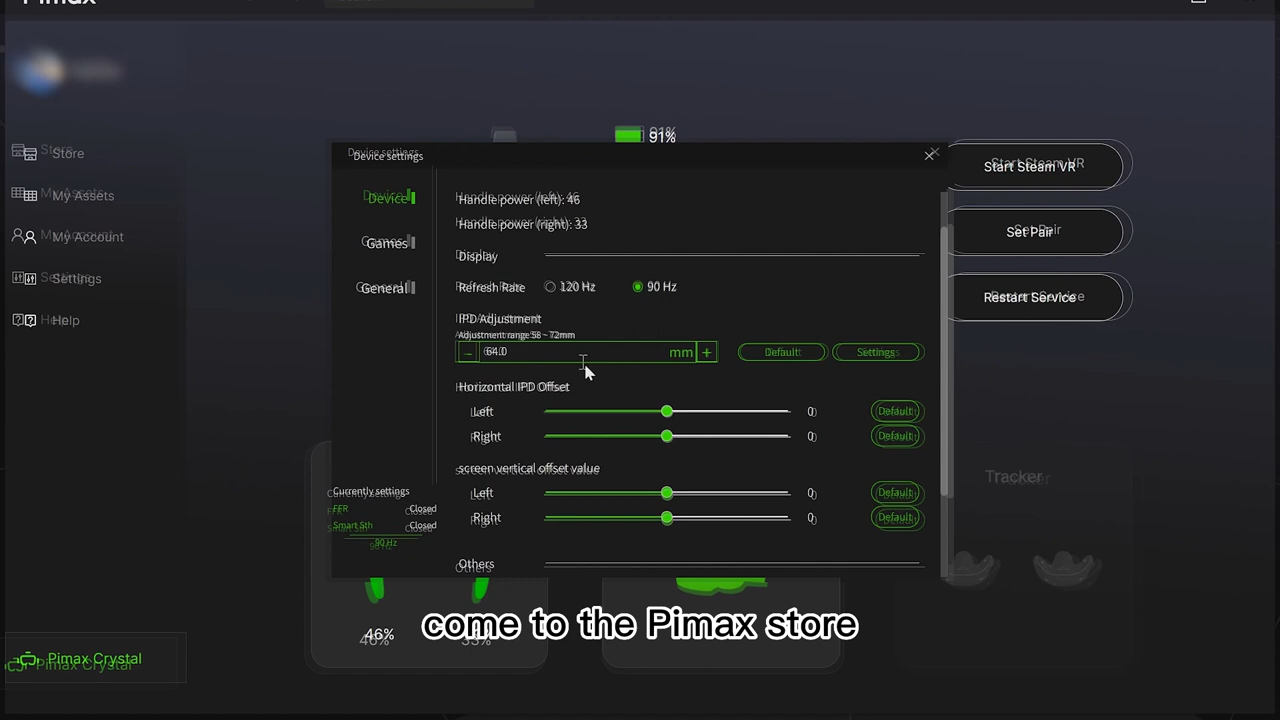 Pimax
91%
Device settings
Store
Start Steam VR
My Assets
Device
Handle power (left): 46
Handle power (right): 33
My Account
Games
Set Pair
Display
Settings
General
Refresh Rate
120 Hz
90 Hz
Restart Service
Help
IPD Adjustment
Adjustment range 58 ~ 72mm
– 64.0 mm +
Default
Settings
Horizontal IPD Offset
Left 0 Default
Right 0 Default
screen vertical offset value
Tracker
Currently settings
Left 0 Default
FFR Closed
Right 0 Default
Smart Sth Closed
90 Hz
Others
come to the Pimax store
46%
33%
Pimax Crystal